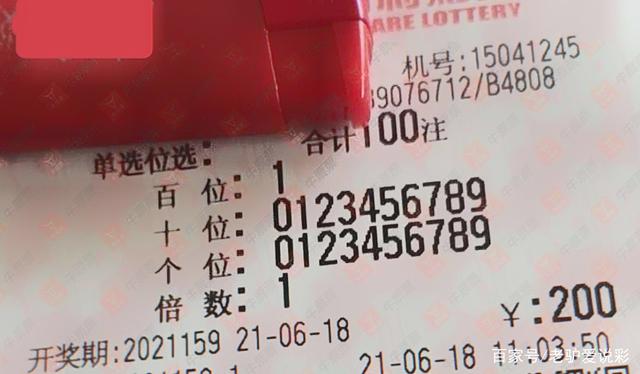 ARE LOTTERY
机号:15041245
39076712/B4808
合计100注
单选位选:
百位:1
十位:0123456789
个位:0123456789
倍数:1
¥:200
开奖期:2021159 21-06-18
21-06-18 11:03:50
百家号/老驴爱说彩